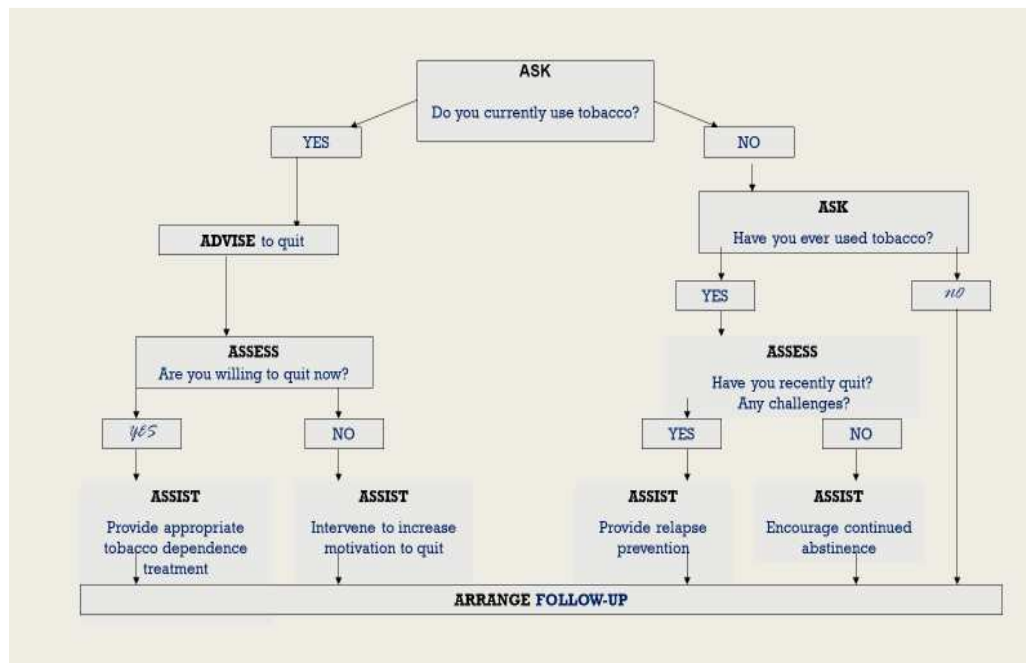 ASK
Do you currently use tobacco?
YES
NO
ASK
Have you ever used tobacco?
ADVISE to quit
YES
no
ASSESS
Are you willing to quit now?
ASSESS
Have you recently quit?
Any challenges?
YES
NO
YES
NO
ASSIST
Provide appropriate
tobacco dependence
treatment
ASSIST
Intervene to increase
motivation to quit
ASSIST
Provide relapse
prevention
ASSIST
Encourage continued
abstinence
ARRANGE FOLLOW-UP